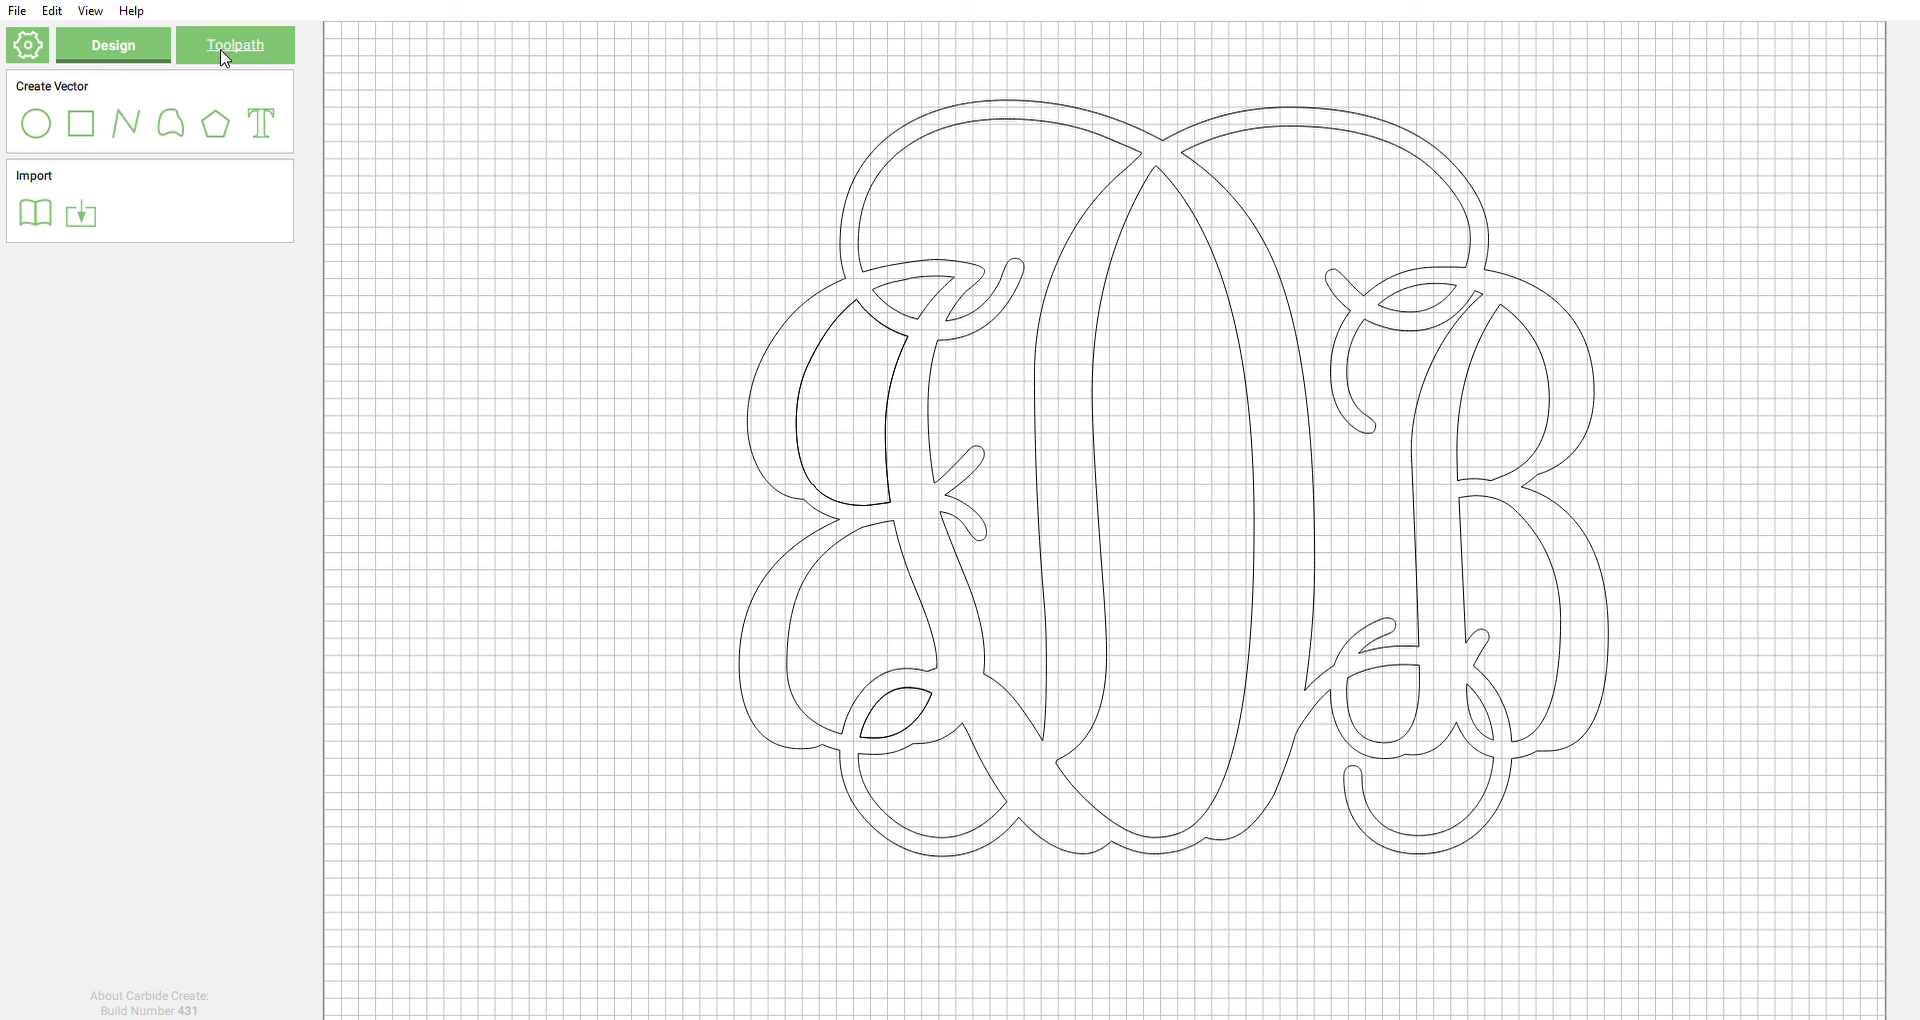 File Edit View Help
Design Toolpath
Create Vector
T
Import
About Carbide Create:
Build Number 431